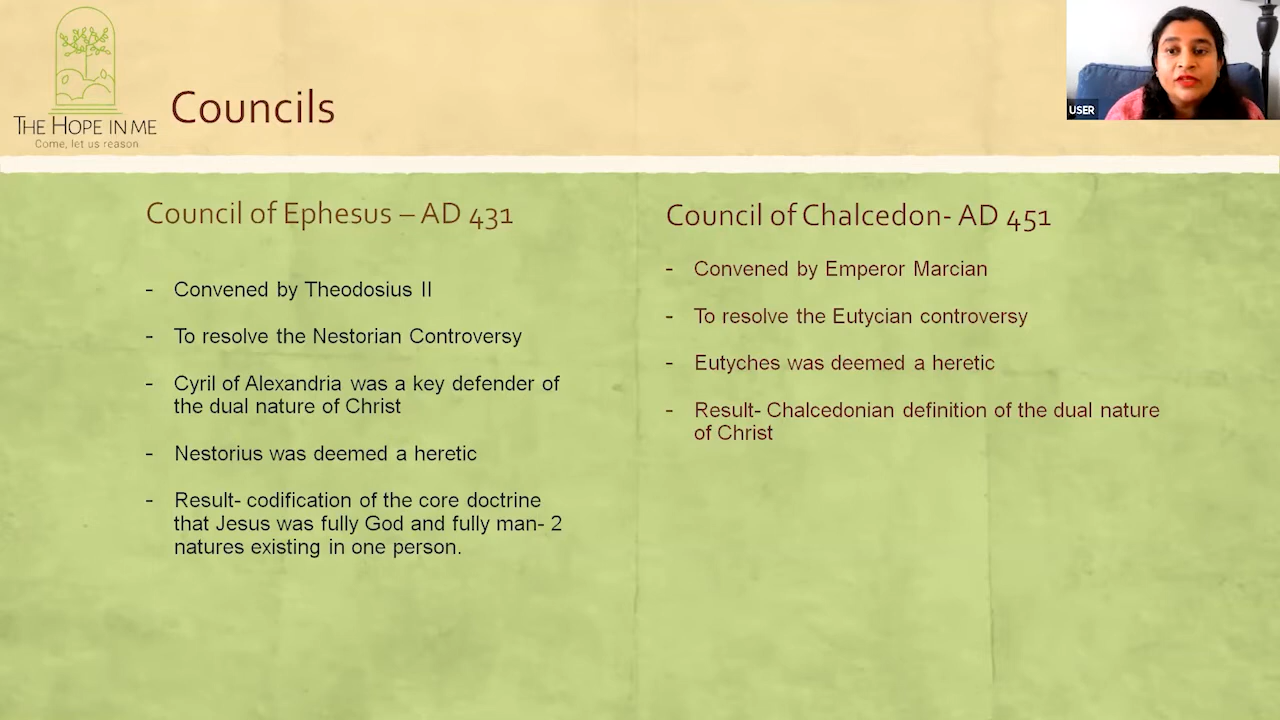 THE HOPE IN ME
Come, let us reason
Councils
USER
Council of Ephesus – AD 431
- Convened by Theodosius II
- To resolve the Nestorian Controversy
- Cyril of Alexandria was a key defender of
the dual nature of Christ
- Nestorius was deemed a heretic
- Result- codification of the core doctrine
that Jesus was fully God and fully man- 2
natures existing in one person.
Council of Chalcedon- AD 451
- Convened by Emperor Marcian
- To resolve the Eutycian controversy
- Eutyches was deemed a heretic
- Result- Chalcedonian definition of the dual nature
of Christ